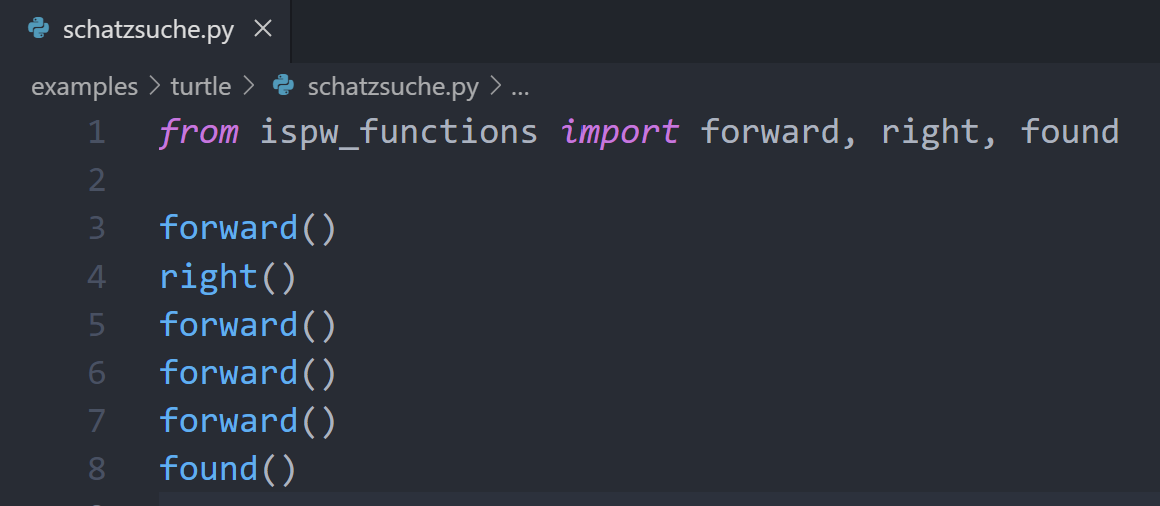 schatzsuche.py
examples > turtle > schatzsuche.py > ...
1 from ispw_functions import forward, right, found
2
3 forward()
4 right()
5 forward()
6 forward()
7 forward()
8 found()